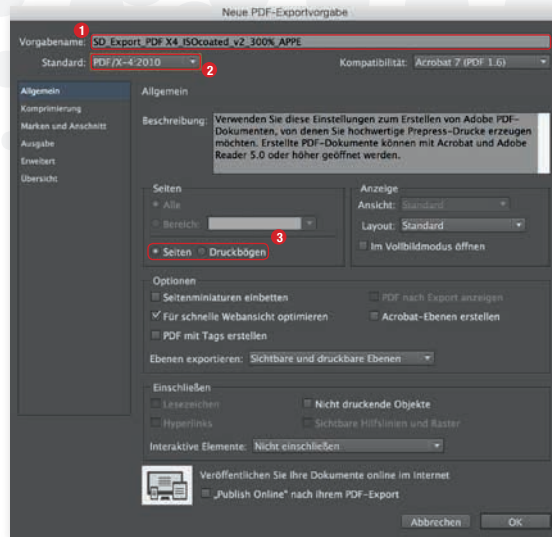 Neue PDF-Exportvorgabe
1
Vorgabename: SD_Export_PDF X4_ISOcoated_v2_300%_APPE
Standard: PDF/X-4:2010
2
Kompatibilität: Acrobat 7 (PDF 1.6)
Allgemein
Komprimierung
Marken und Anschnitt
Ausgabe
Erweitert
Übersicht
Allgemein
Beschreibung: Verwenden Sie diese Einstellungen zum Erstellen von Adobe PDF-
Dokumenten, von denen Sie hochwertige Prepress-Drucke erzeugen
möchten. Erstellte PDF-Dokumente können mit Acrobat und Adobe
Reader 5.0 oder höher geöffnet werden.
Seiten
Alle
Bereich:
3
Seiten Druckbögen
Anzeige
Ansicht: Standard
Layout: Standard
Im Vollbildmodus öffnen
Optionen
Seitenminiaturen einbetten
PDF nach Export anzeigen
Für schnelle Webansicht optimieren
Acrobat-Ebenen erstellen
PDF mit Tags erstellen
Ebenen exportieren: Sichtbare und druckbare Ebenen
Einschließen
Lesezeichen
Nicht druckende Objekte
Hyperlinks
Sichtbare Hilfslinien und Raster
Interaktive Elemente: Nicht einschließen
Veröffentlichen Sie Ihre Dokumente online im Internet
„Publish Online" nach ihrem PDF-Export
Abbrechen
OK